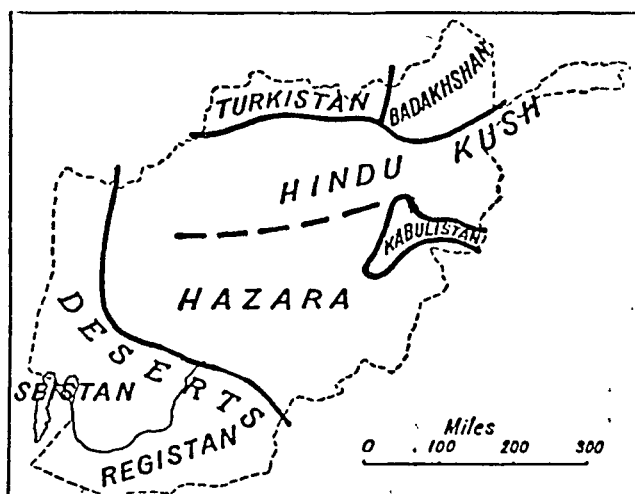 TURKISTAN
BADAKHSHAN
HINDU KUSH
KABULISTAN
HAZARA
DESERTS
SEISTAN
REGISTAN
Miles
0 100 200 300